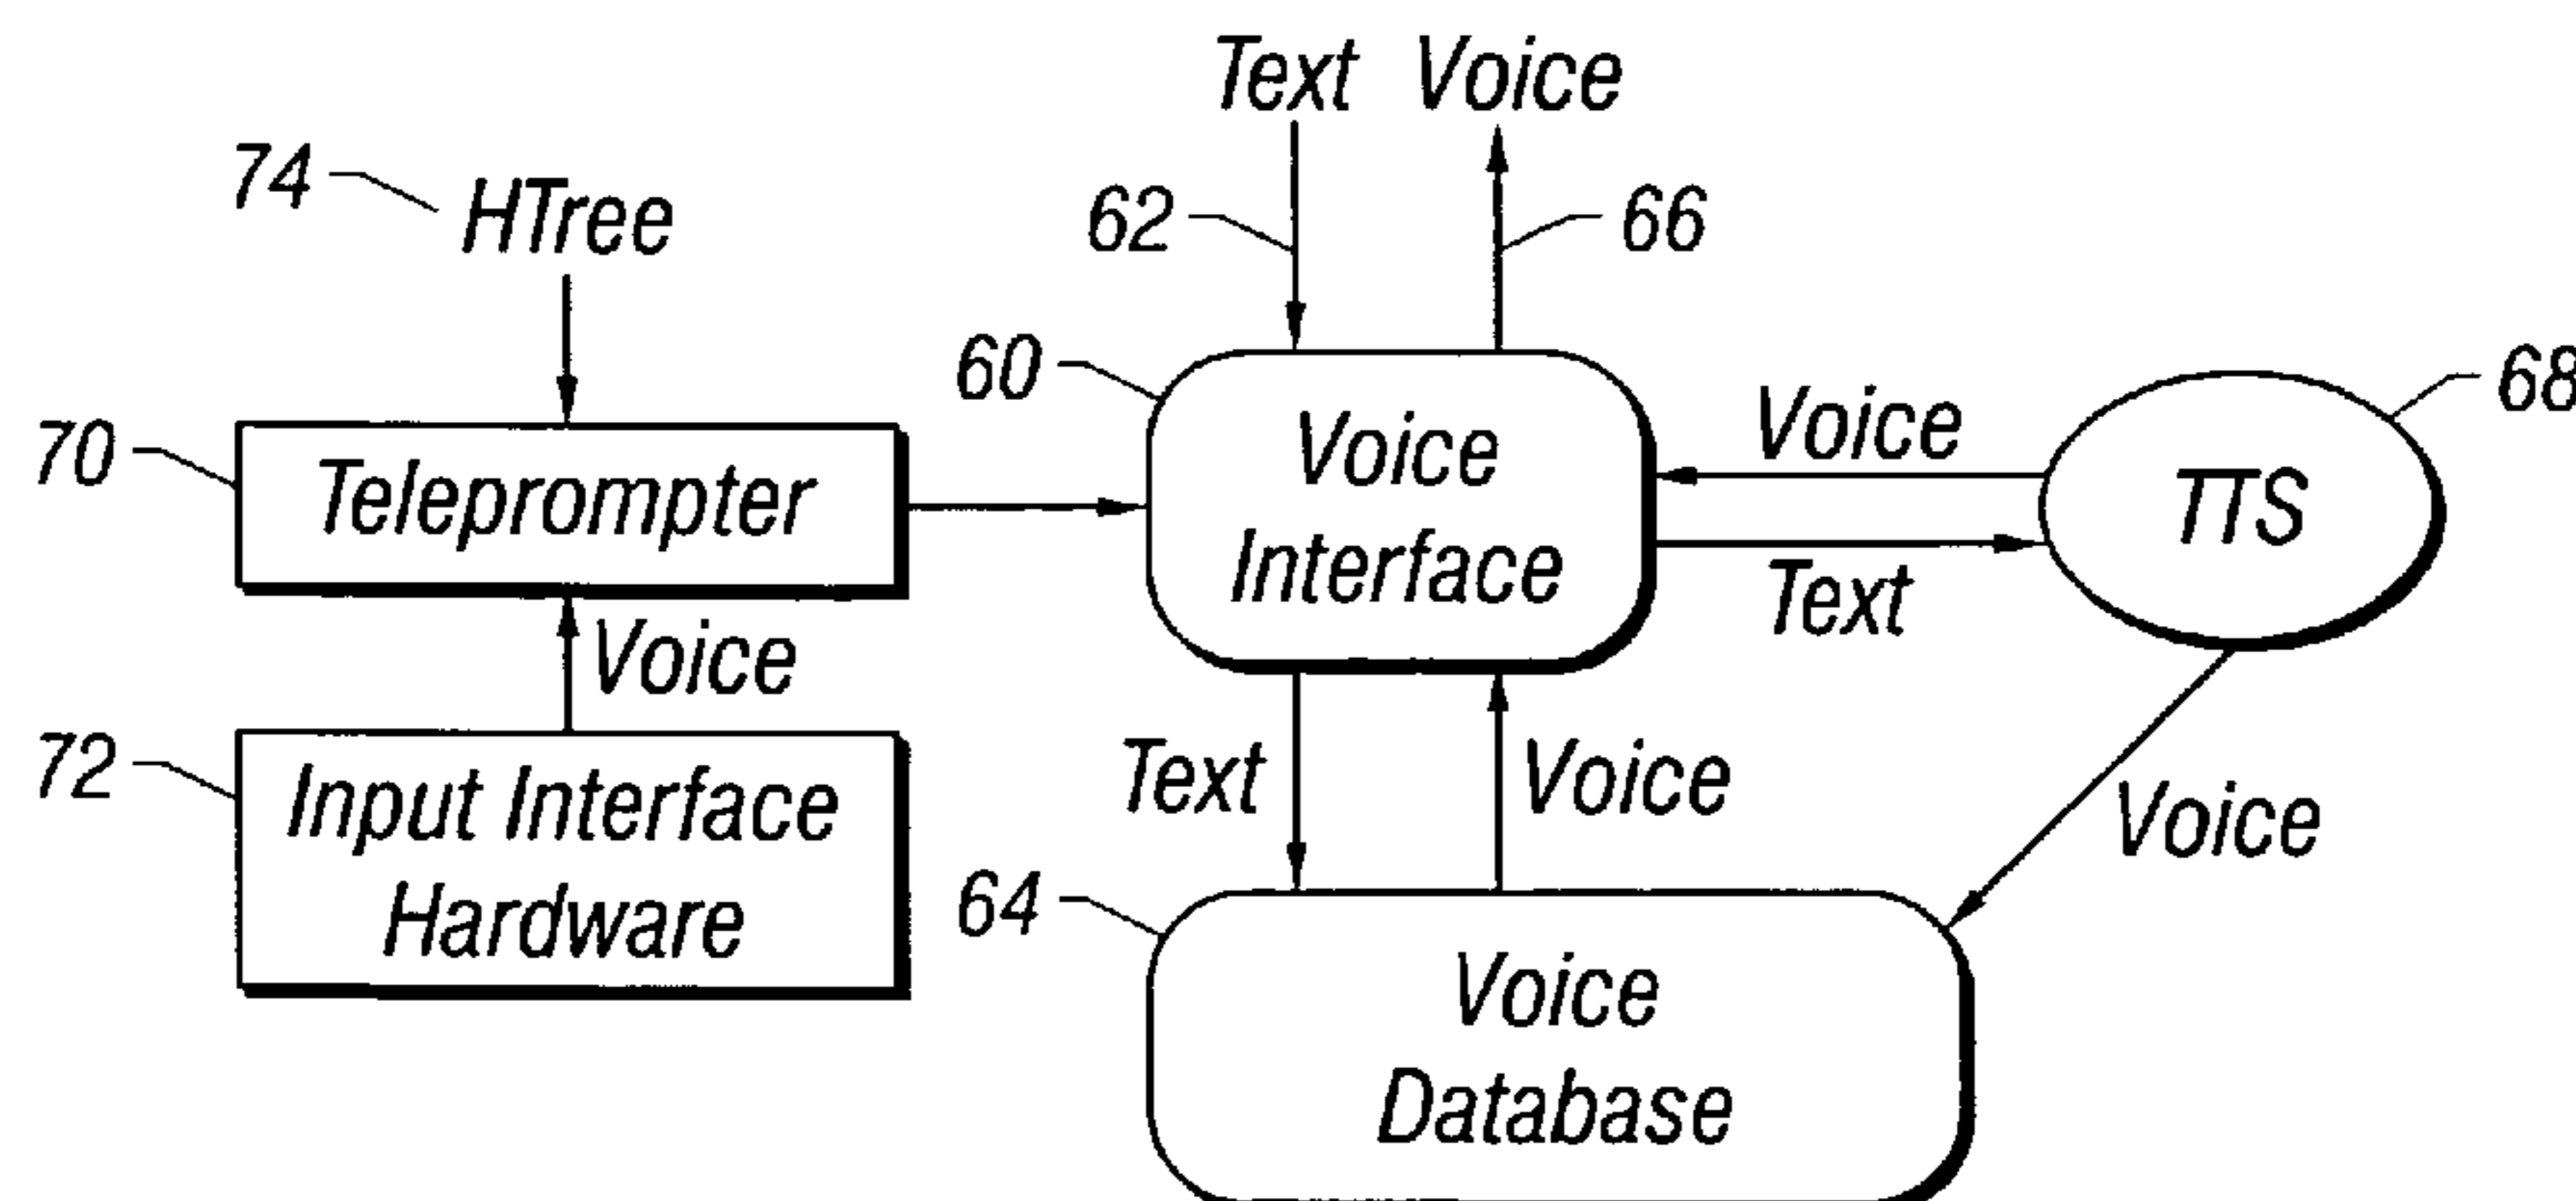 Text Voice
74 HTree
62 66
60
Voice
Interface
Voice
Text
TTS
68
70
Teleprompter
Voice
72
Input Interface
Hardware
Text Voice
Voice
64
Voice
Database